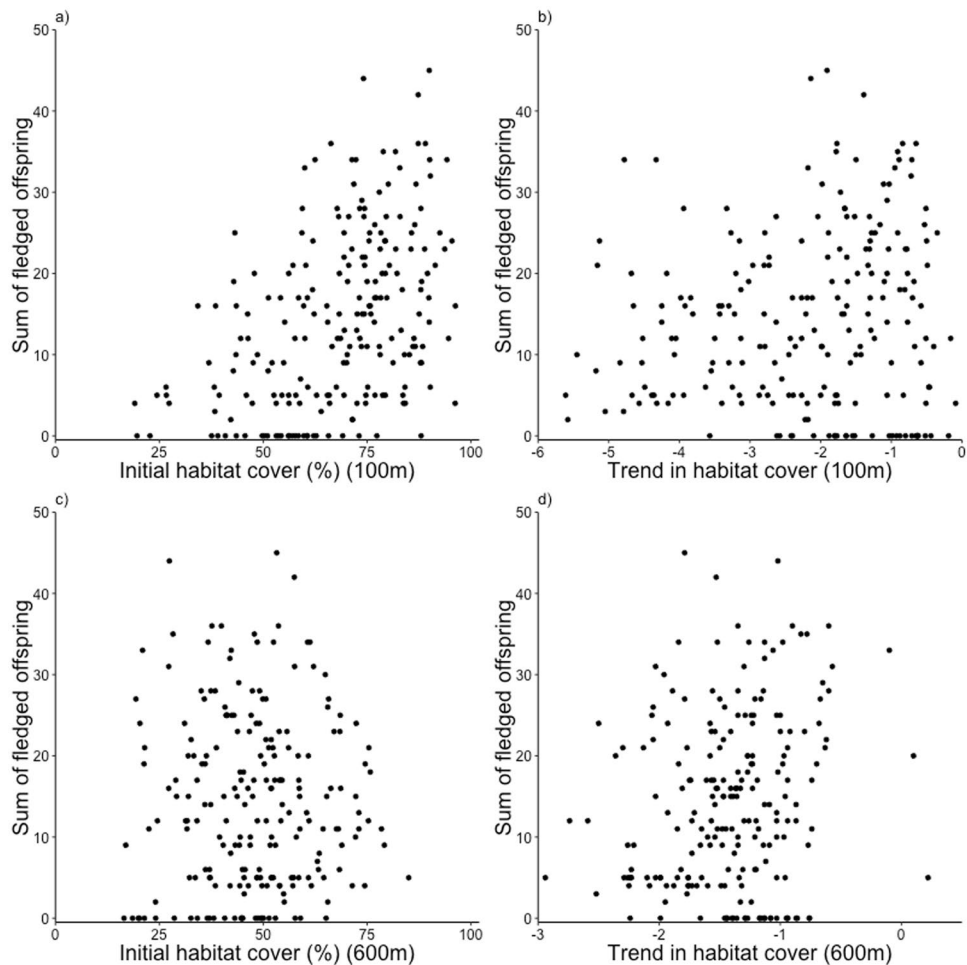 a)
50
40
30
20
10
0
Sum of fledged offspring
0 25 50 75 100
Initial habitat cover (%) (100m)
b)
50
40
30
20
10
0
Sum of fledged offspring
-6 -5 -4 -3 -2 -1 0
Trend in habitat cover (100m)
c)
50
40
30
20
10
0
Sum of fledged offspring
0 25 50 75 100
Initial habitat cover (%) (600m)
d)
50
40
30
20
10
0
Sum of fledged offspring
-3 -2 -1 0
Trend in habitat cover (600m)